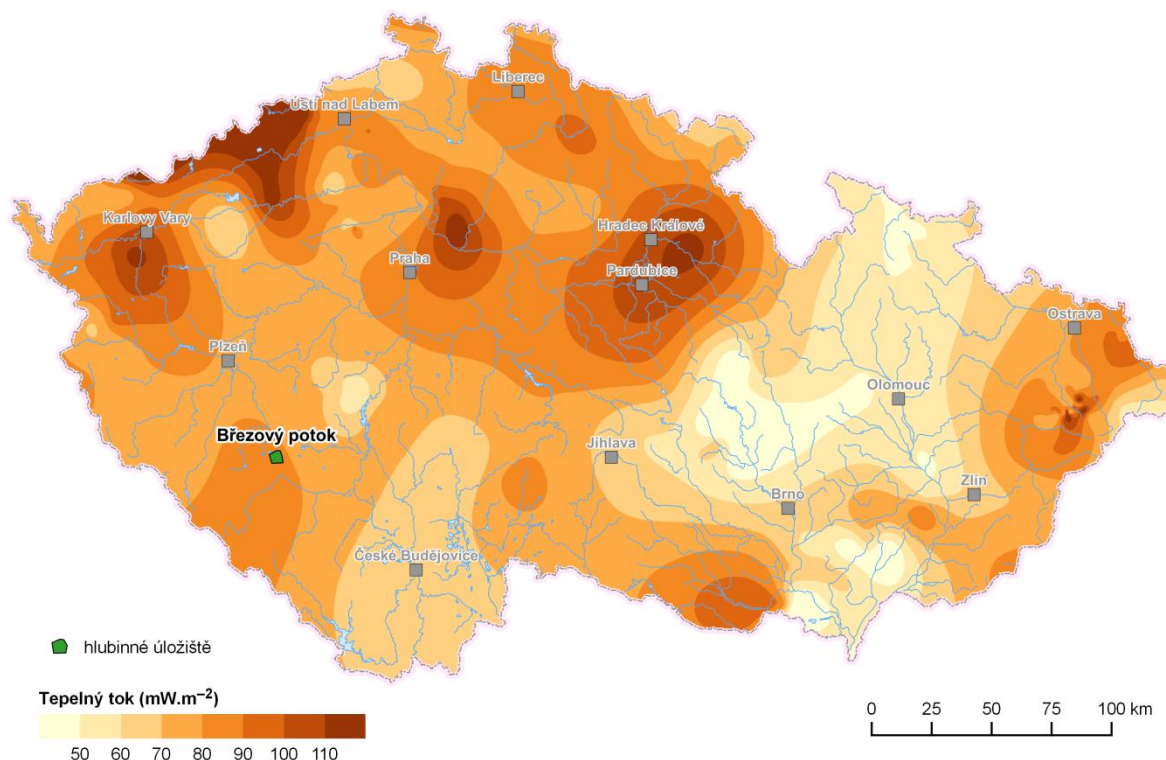 Liberec
Ústí nad Labem
Karlovy Vary
Hradec Králové
Praha
Pardubice
Ostrava
Plzeň
Olomouc
Březový potok
Jihlava
Zlín
Brno
České Budějovice
hlubinné úložiště
Tepelný tok (mW.m⁻²)
50 60 70 80 90 100 110
0 25 50 75 100 km